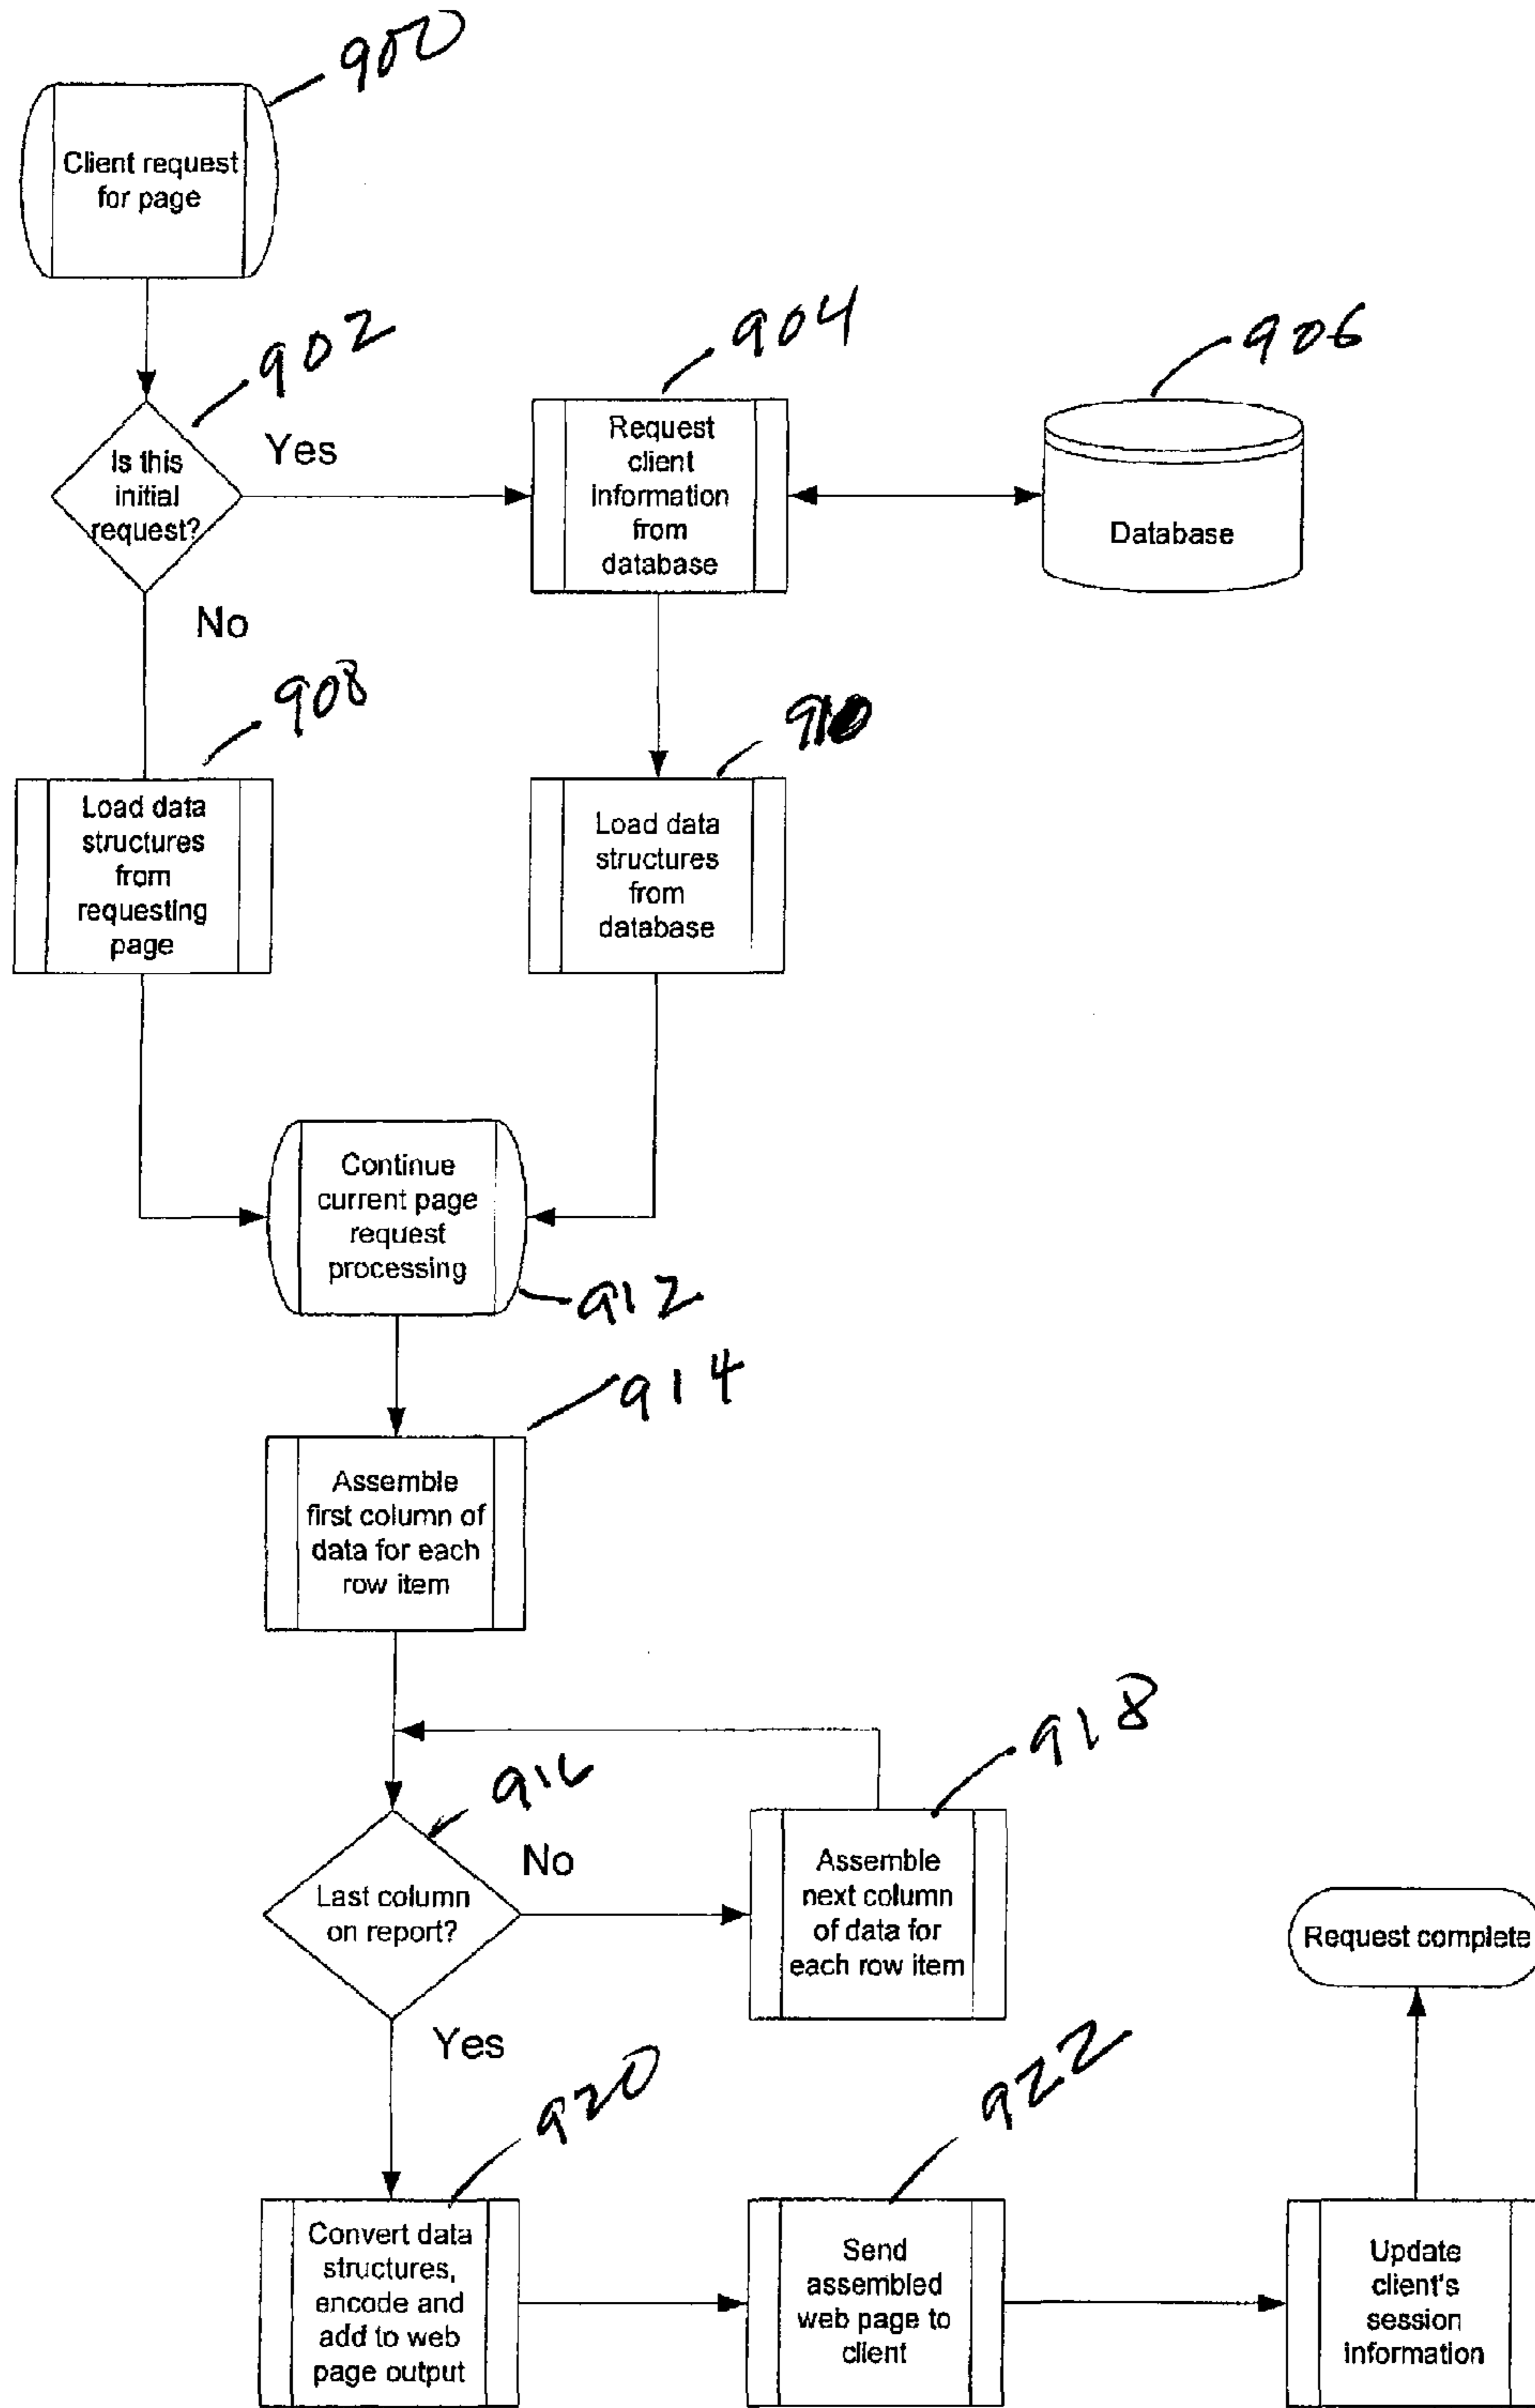 900
Client request
for page
902
904
906
Is this
initial
request?
Yes
Request
client
information
from
database
Database
No
908
910
Load data
structures
from
requesting
page
Load data
structures
from
database
Continue
current page
request
processing
912
914
Assemble
first column of
data for each
row item
916
918
Last column
on report?
No
Assemble
next column
of data for
each row item
Request complete
Yes
920
922
Convert data
structures,
encode and
add to web
page output
Send
assembled
web page to
client
Update
client's
session
information